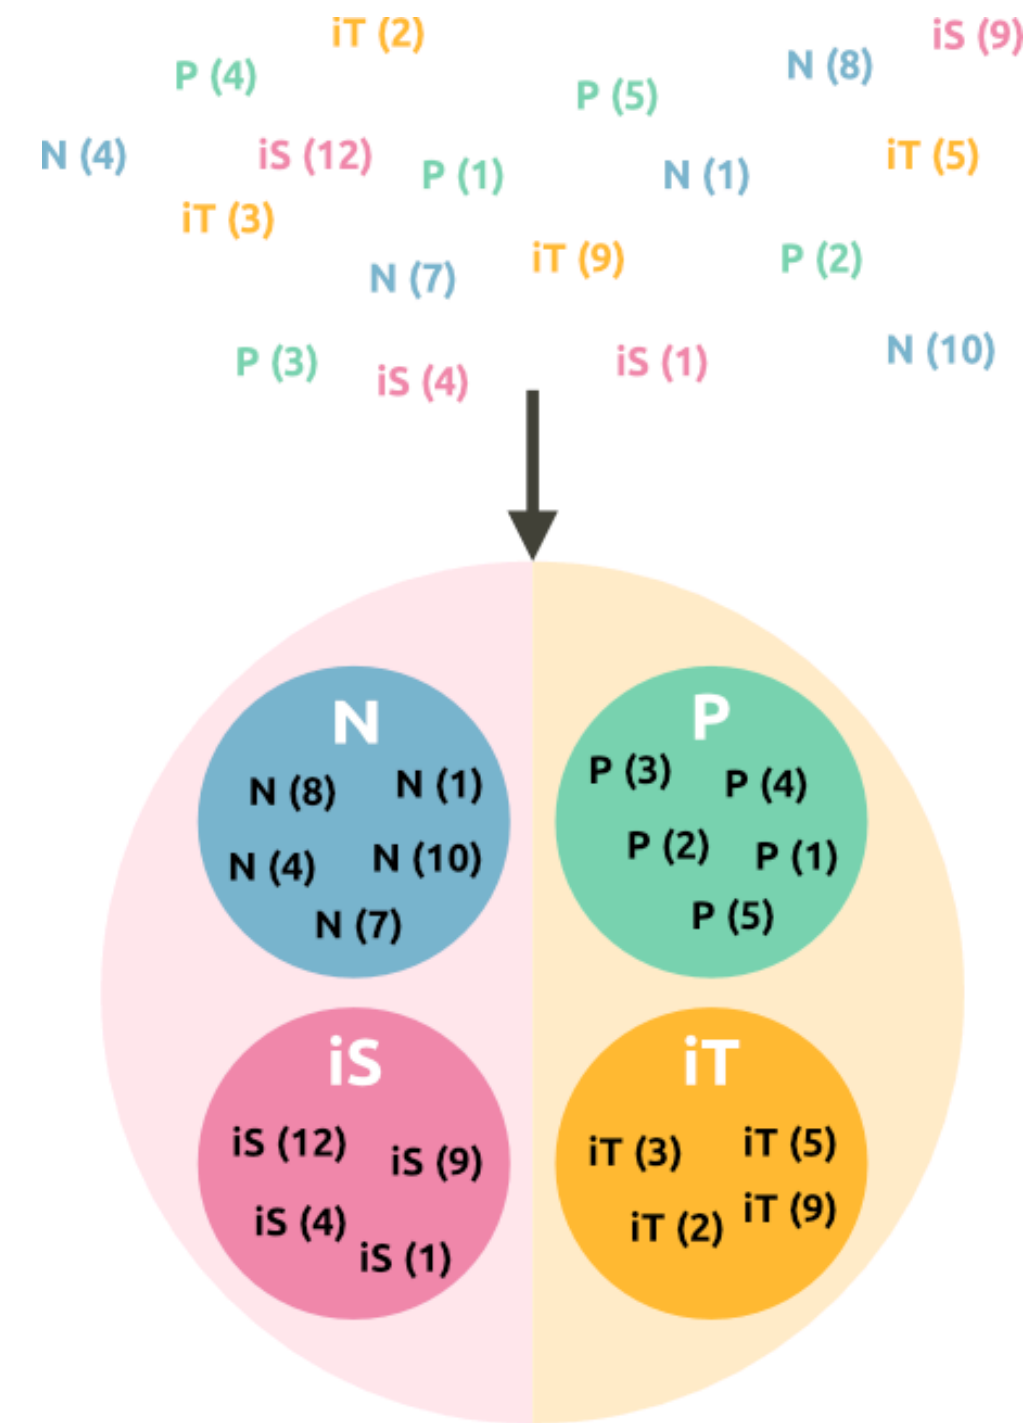 iT (2)
iS (9)
P (4)
N (8)
P (5)
N (4)
iS (12)
P (1)
N (1)
iT (5)
iT (3)
N (7)
iT (9)
P (2)
P (3)
iS (4)
iS (1)
N (10)
N
N (8)
N (1)
N (4)
N (10)
N (7)
P
P (3)
P (4)
P (2)
P (1)
P (5)
iS
iS (12)
iS (9)
iS (4)
iS (1)
iT
iT (3)
iT (5)
iT (2)
iT (9)